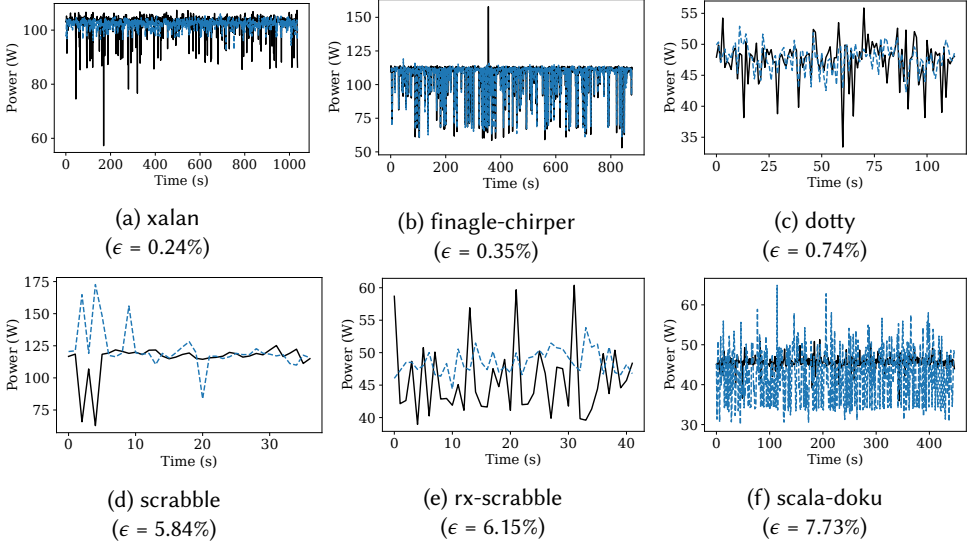 Power (W)
100
80
60
0
200
400
600
800
1000
Time (s)
(a) xalan
(ϵ = 0.24%)
Power (W)
150
125
100
75
50
0
200
400
600
800
Time (s)
(b) finagle-chirper
(ϵ = 0.35%)
Power (W)
55
50
45
40
35
0
25
50
75
100
Time (s)
(c) dotty
(ϵ = 0.74%)
Power (W)
175
150
125
100
75
0
10
20
30
Time (s)
(d) scrabble
(ϵ = 5.84%)
Power (W)
60
55
50
45
40
0
10
20
30
40
Time (s)
(e) rx-scrabble
(ϵ = 6.15%)
Power (W)
60
50
40
30
0
100
200
300
400
Time (s)
(f) scala-doku
(ϵ = 7.73%)